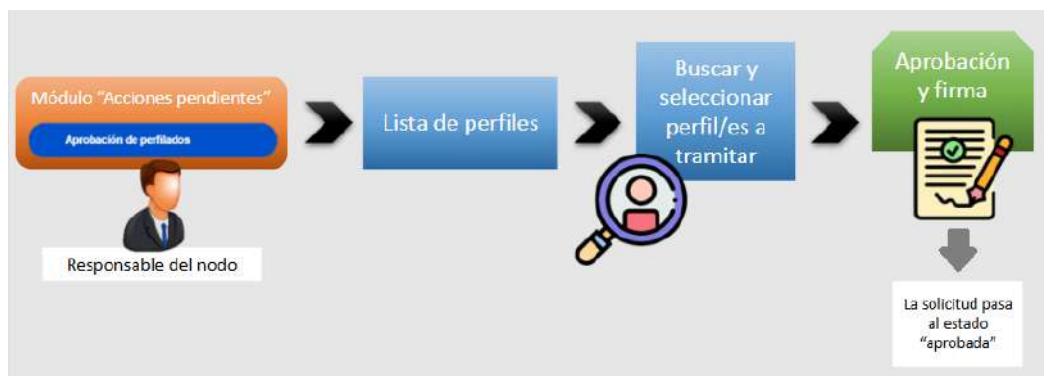 Módulo “Acciones pendientes”
Aprobación de perfilados
Responsable del nodo
Lista de perfiles
Buscar y
seleccionar
perfil/es a
tramitar
Aprobación
y firma
La solicitud pasa
al estado
“aprobada”